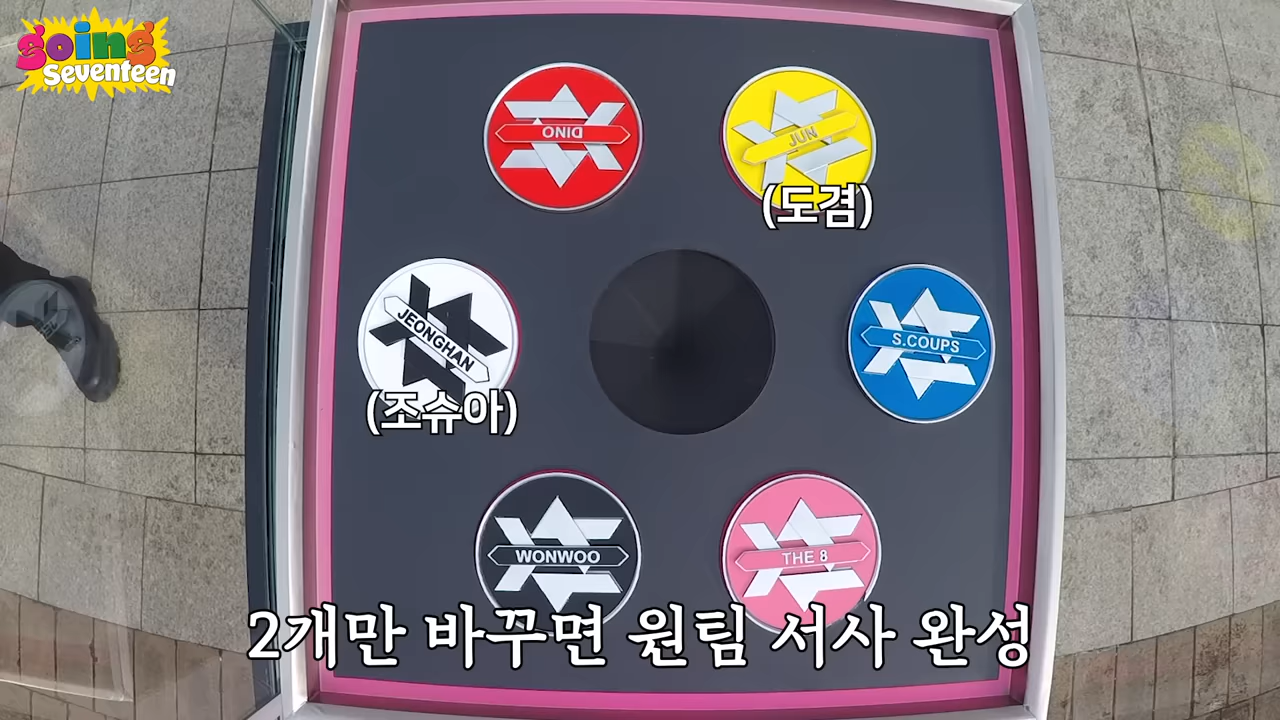 going
Seventeen
DINO
JUN
(도겸)
JEONGHAN
(조슈아)
S.COUPS
WONWOO
THE 8
2개만 바꾸면 원팀 서사 완성